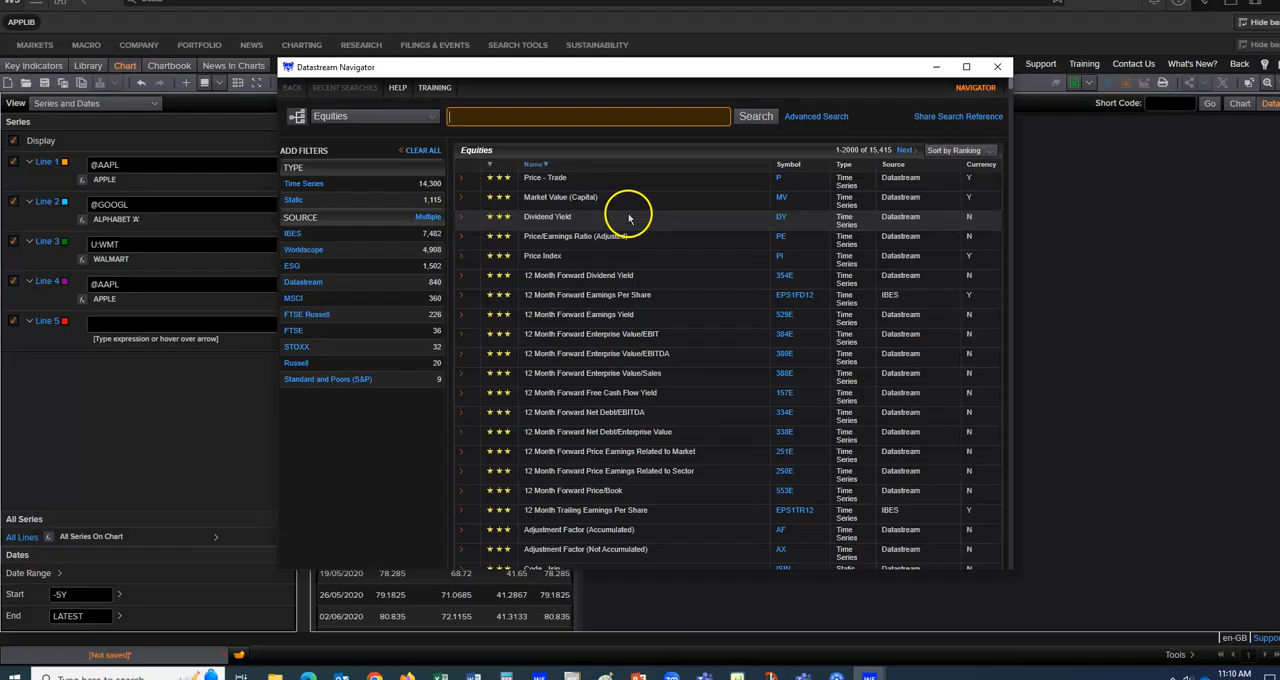 APPLIB
Hide ba
MARKETS MACRO COMPANY PORTFOLIO NEWS CHARTING RESEARCH FILINGS & EVENTS SEARCH TOOLS SUSTAINABILITY
Hide ba
Key Indicators Library Chart Chartbook News In Charts
Support Training Contact Us What's New? Back
View Series and Dates
Short Code: Go Chart Data
Series
Display
Line 1
@AAPL
APPLE
Line 2
@GOOGL
ALPHABET 'A'
Line 3
U:WMT
WALMART
Line 4
@AAPL
APPLE
Line 5
[Type expression or hover over arrow]
All Series
All Lines All Series On Chart
Dates
Date Range
Start -5Y
End LATEST
Datastream Navigator
BACK RECENT SEARCHES HELP TRAINING NAVIGATOR
Equities Search Advanced Search Share Search Reference
ADD FILTERS « CLEAR ALL
TYPE
Time Series 14,300
Static 1,115
SOURCE Multiple
IBES 7,482
Worldscope 4,908
ESG 1,502
Datastream 840
MSCI 360
FTSE Russell 226
FTSE 36
STOXX 32
Russell 20
Standard and Poors (S&P) 9
Equities 1-2000 of 15,415 Next Sort by Ranking
Name Symbol Type Source Currency
Price - Trade P Time Series Datastream Y
Market Value (Capital) MV Time Series Datastream Y
Dividend Yield DY Time Series Datastream N
Price/Earnings Ratio (Adjusted) PE Time Series Datastream N
Price Index PI Time Series Datastream Y
12 Month Forward Dividend Yield 354E Time Series Datastream N
12 Month Forward Earnings Per Share EPS1FD12 Time Series IBES Y
12 Month Forward Earnings Yield 529E Time Series Datastream N
12 Month Forward Enterprise Value/EBIT 384E Time Series Datastream N
12 Month Forward Enterprise Value/EBITDA 380E Time Series Datastream N
12 Month Forward Enterprise Value/Sales 388E Time Series Datastream N
12 Month Forward Free Cash Flow Yield 157E Time Series Datastream N
12 Month Forward Net Debt/EBITDA 334E Time Series Datastream N
12 Month Forward Net Debt/Enterprise Value 338E Time Series Datastream N
12 Month Forward Price Earnings Related to Market 251E Time Series Datastream N
12 Month Forward Price Earnings Related to Sector 250E Time Series Datastream N
12 Month Forward Price/Book 553E Time Series Datastream N
12 Month Trailing Earnings Per Share EPS1TR12 Time Series IBES Y
Adjustment Factor (Accumulated) AF Time Series Datastream N
Adjustment Factor (Not Accumulated) AX Time Series Datastream N
Code - Isin ISIN Static Datastream N
19/05/2020 78.285 68.72 41.65 78.285
26/05/2020 79.1825 71.0685 41.2867 79.1825
02/06/2020 80.835 72.1155 41.3133 80.835
en-GB Suppor
[Not saved]*
Tools 1
Type here to search
11:10 AM